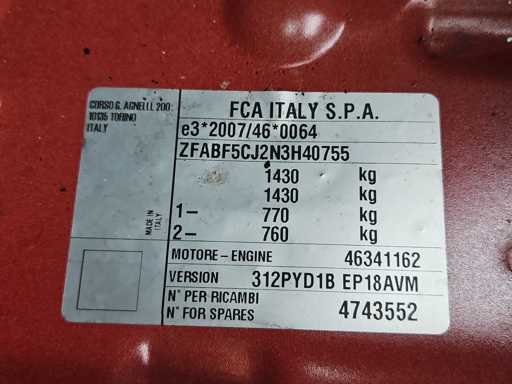 CORSO G. AGNELLI, 200
10135 TORINO
ITALY
FCA ITALY S.P.A.
e3*2007/46*0064
ZFABF5CJ2N3H40755
1430 kg
1430 kg
1– 770 kg
2– 760 kg
MADE IN
ITALY
MOTORE – ENGINE 46341162
VERSION 312PYD1B EP18AVM
N° PER RICAMBI
N° FOR SPARES 4743552